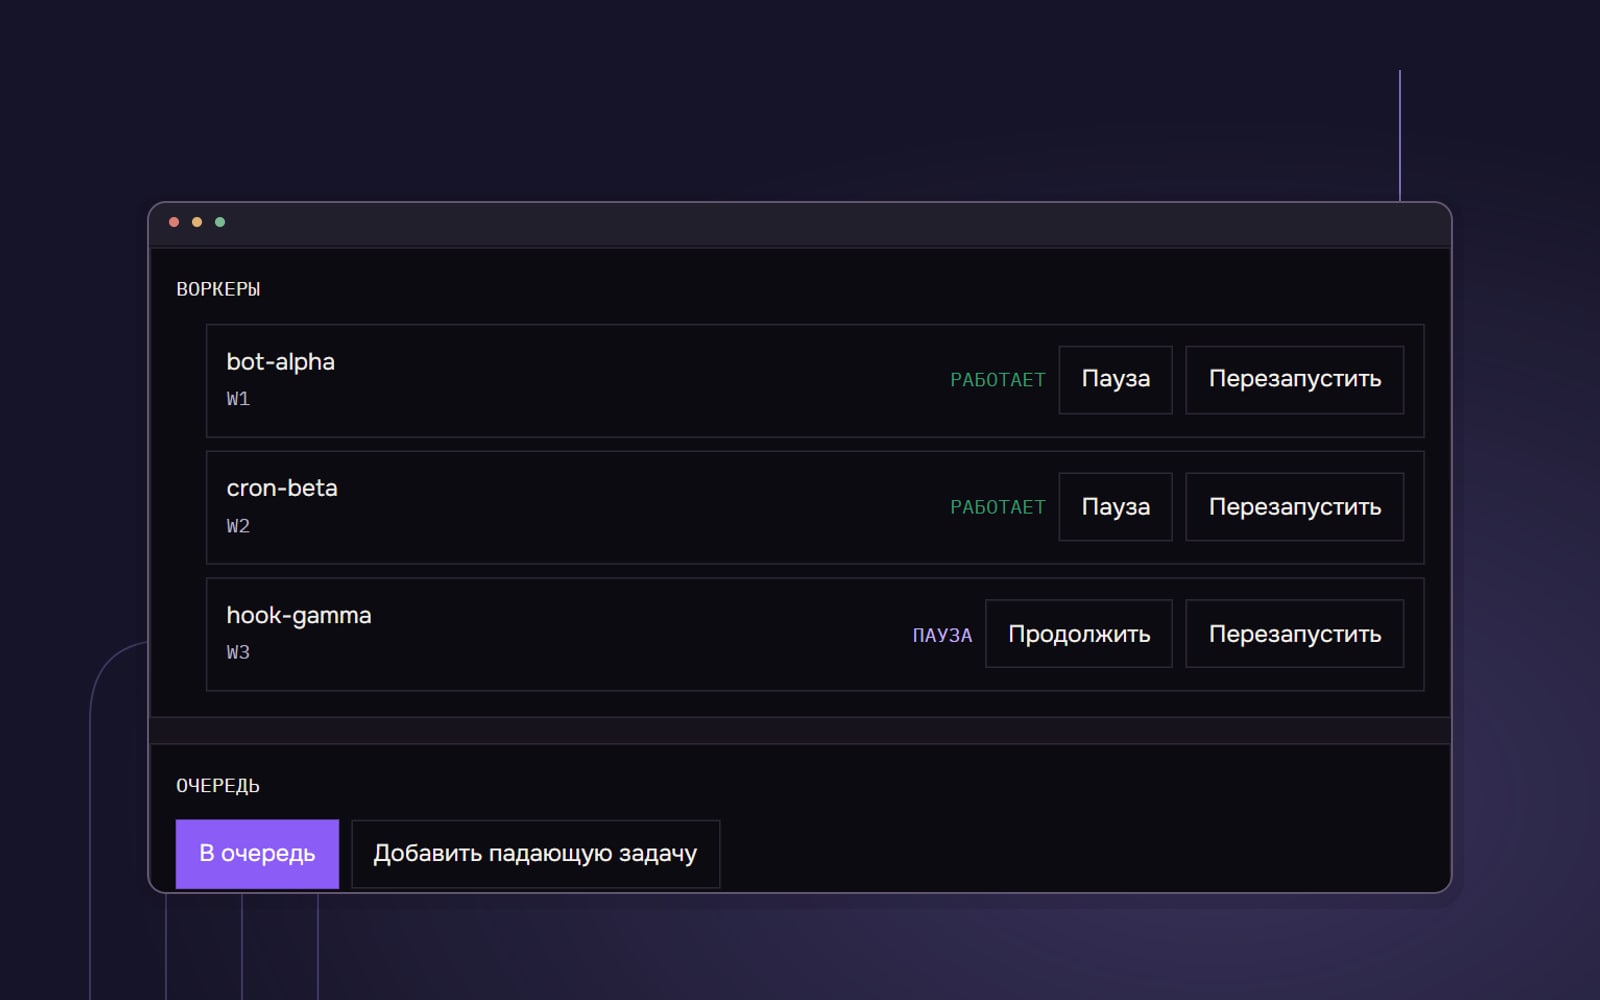 ВОРКЕРЫ
bot-alpha
W1
РАБОТАЕТ
Пауза
Перезапустить
cron-beta
W2
РАБОТАЕТ
Пауза
Перезапустить
hook-gamma
W3
ПАУЗА
Продолжить
Перезапустить
ОЧЕРЕДЬ
В очередь
Добавить падающую задачу